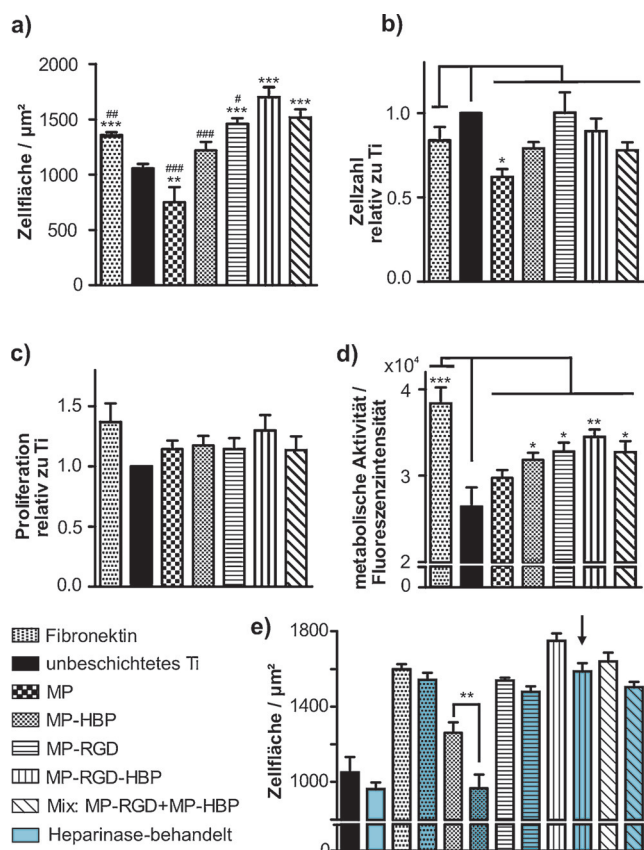 a)
Zellfläche / µm²
2000
1500
1000
500
0
##
***
###
**
###
#
***
***
***
b)
Zellzahl
relativ zu Ti
1.0
0.5
0.0
*
c)
Proliferation
relativ zu Ti
1.5
1.0
1.5
0.0
d)
metabolische Aktivität /
Fluoreszenzintensität
x10⁴
4
3
2
0
***
*
*
**
*
Fibronektin
unbeschichtetes Ti
MP
MP-HBP
MP-RGD
MP-RGD-HBP
Mix: MP-RGD+MP-HBP
Heparinase-behandelt
e)
Zellfläche / µm²
1800
1400
1000
0
**